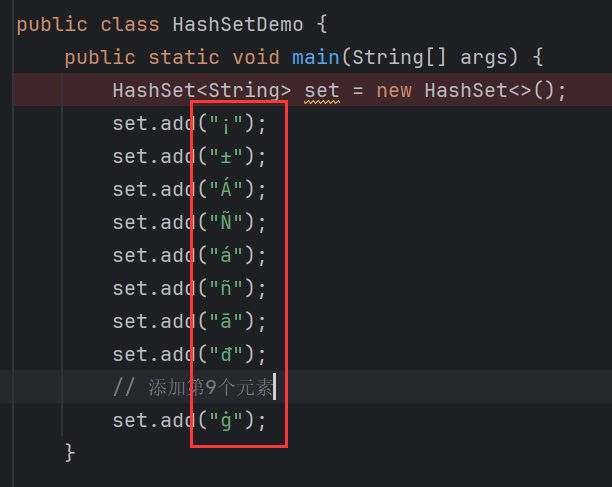 public class HashSetDemo {
public static void main(String[] args) {
HashSet<String> set = new HashSet<>();
set.add("¡");
set.add("±");
set.add("Á");
set.add("Ñ");
set.add("á");
set.add("ñ");
set.add("ā");
set.add("đ");
// 添加第9个元素
set.add("ġ");
}